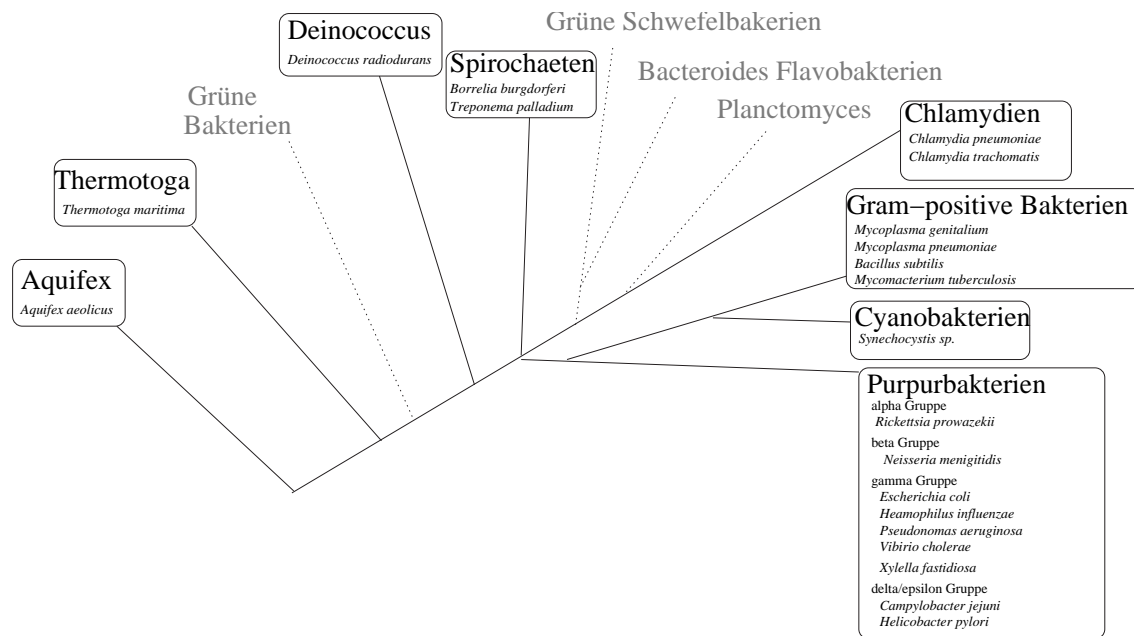 Grüne Schwefelbakerien
Deinococcus
Deinococcus radiodurans
Spirochaeten
Borrelia burgdorferi
Treponema palladium
Bacteroides Flavobakterien
Planctomyces
Grüne
Bakterien
Chlamydien
Chlamydia pneumoniae
Chlamydia trachomatis
Thermotoga
Thermotoga maritima
Gram−positive Bakterien
Mycoplasma genitalium
Mycoplasma pneumoniae
Bacillus subtilis
Mycomacterium tuberculosis
Aquifex
Aquifex aeolicus
Cyanobakterien
Synechocystis sp.
Purpurbakterien
alpha Gruppe
Rickettsia prowazekii
beta Gruppe
Neisseria menigitidis
gamma Gruppe
Escherichia coli
Heamophilus influenzae
Pseudonomas aeruginosa
Vibirio cholerae
Xylella fastidiosa
delta/epsilon Gruppe
Campylobacter jejuni
Helicobacter pylori